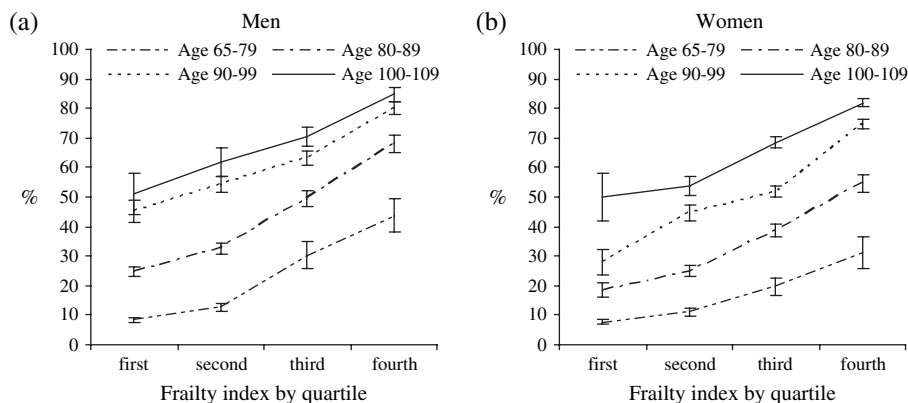 (a) Men
Age 65-79 Age 80-89
Age 90-99 Age 100-109
100
90
80
70
60
50
40
30
20
10
0
%
first second third fourth
Frailty index by quartile
(b) Women
Age 65-79 Age 80-89
Age 90-99 Age 100-109
100
90
80
70
60
50
40
30
20
10
0
%
first second third fourth
Frailty index by quartile